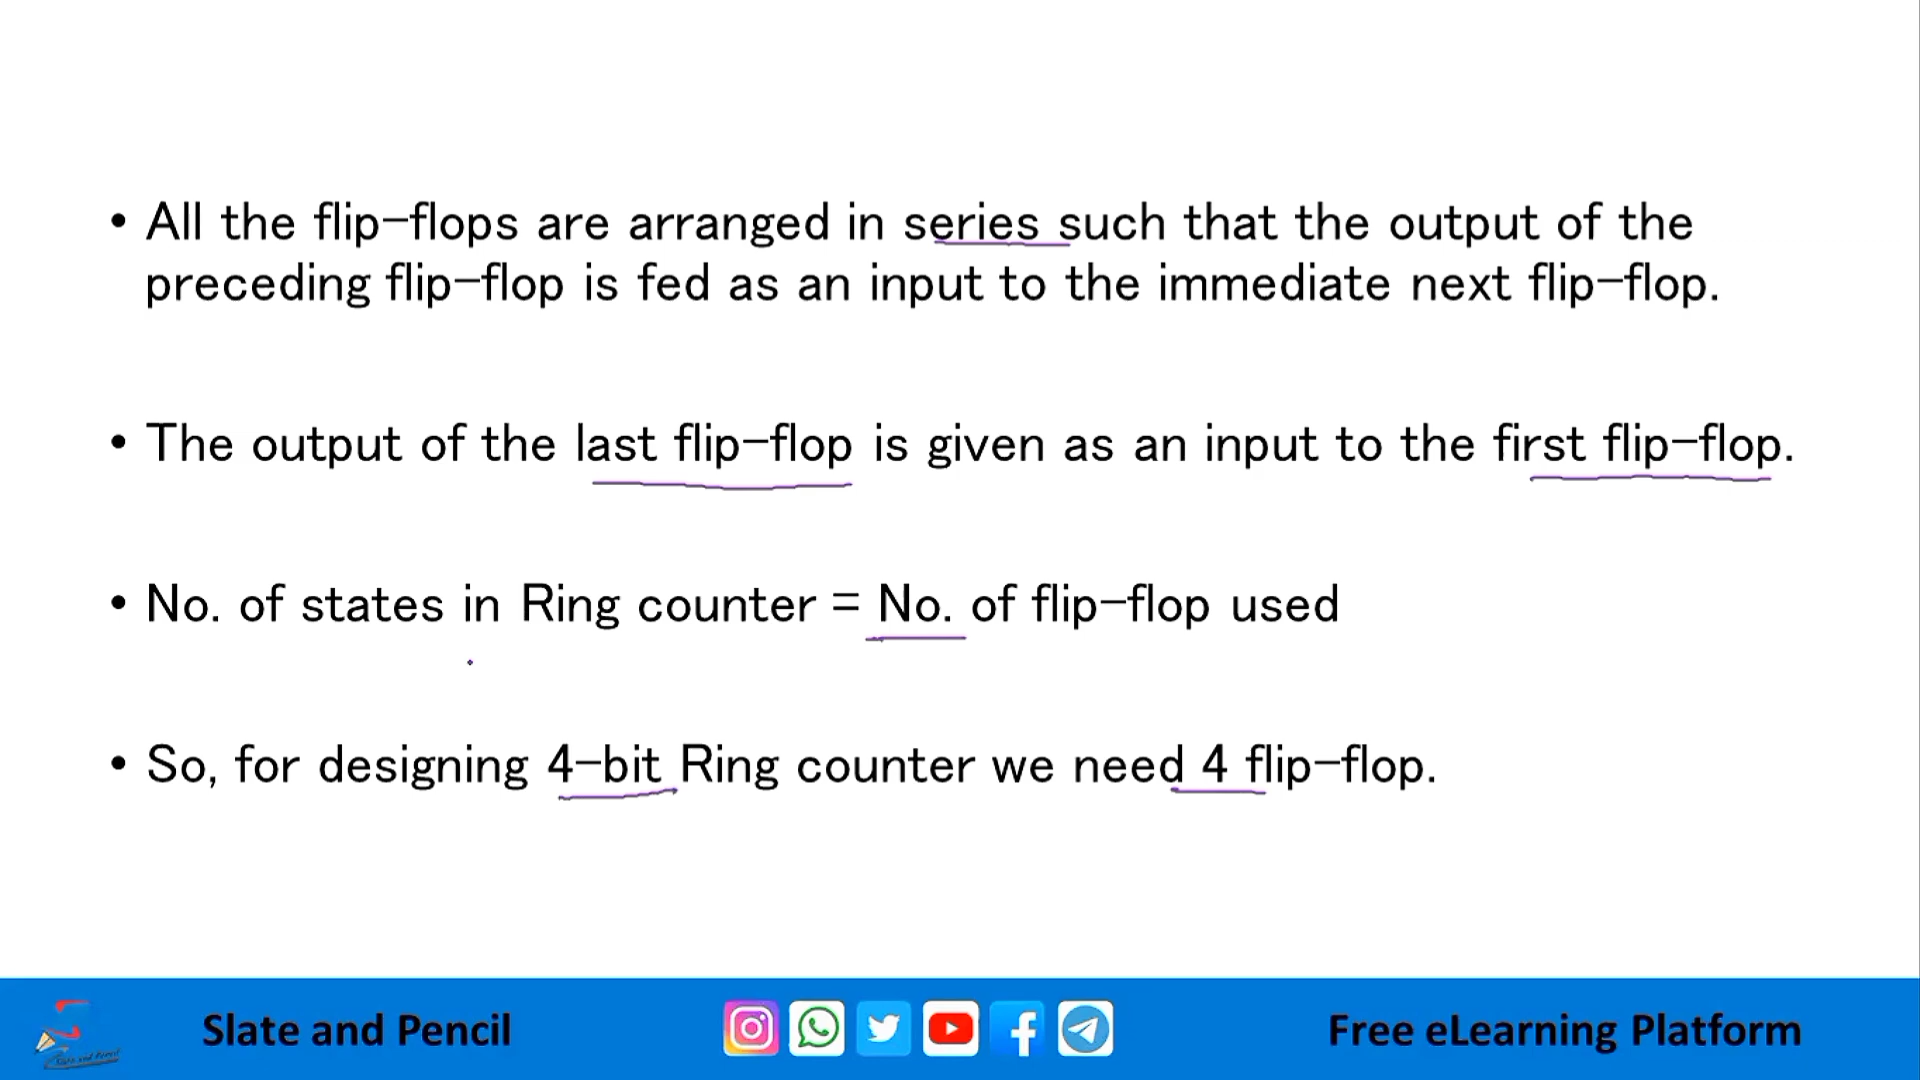 • All the flip-flops are arranged in series such that the output of the
preceding flip-flop is fed as an input to the immediate next flip-flop.
• The output of the last flip-flop is given as an input to the first flip-flop.
• No. of states in Ring counter = No. of flip-flop used
• So, for designing 4-bit Ring counter we need 4 flip-flop.
Slate and Pencil
Slate and Pencil
Free eLearning Platform